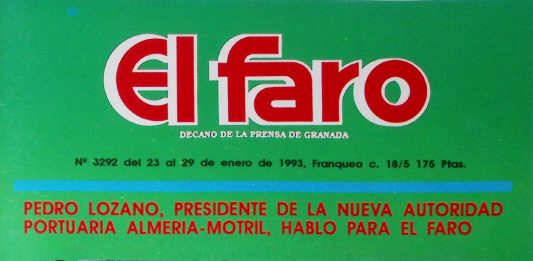 El faro
DECANO DE LA PRENSA DE GRANADA
Nº 3292 del 23 al 29 de enero de 1993, Franqueo c. 18/5 175 Ptas.
PEDRO LOZANO, PRESIDENTE DE LA NUEVA AUTORIDAD
PORTUARIA ALMERIA-MOTRIL, HABLO PARA EL FARO